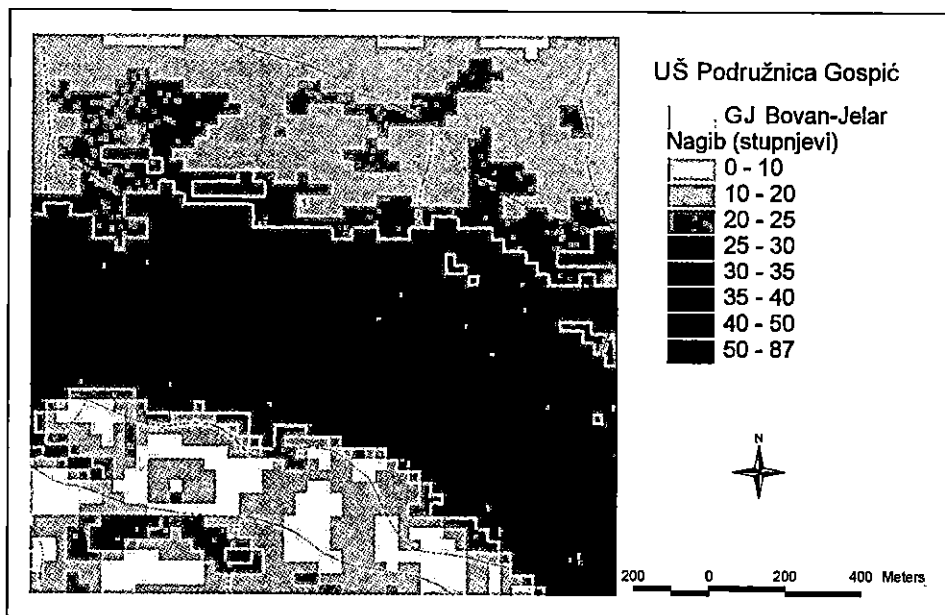 UŠ Podružnica Gospić
GJ Bovan-Jelar
Nagib (stupnjevi)
0 - 10
10 - 20
20 - 25
25 - 30
30 - 35
35 - 40
40 - 50
50 - 87
N
200 0 200 400 Meters